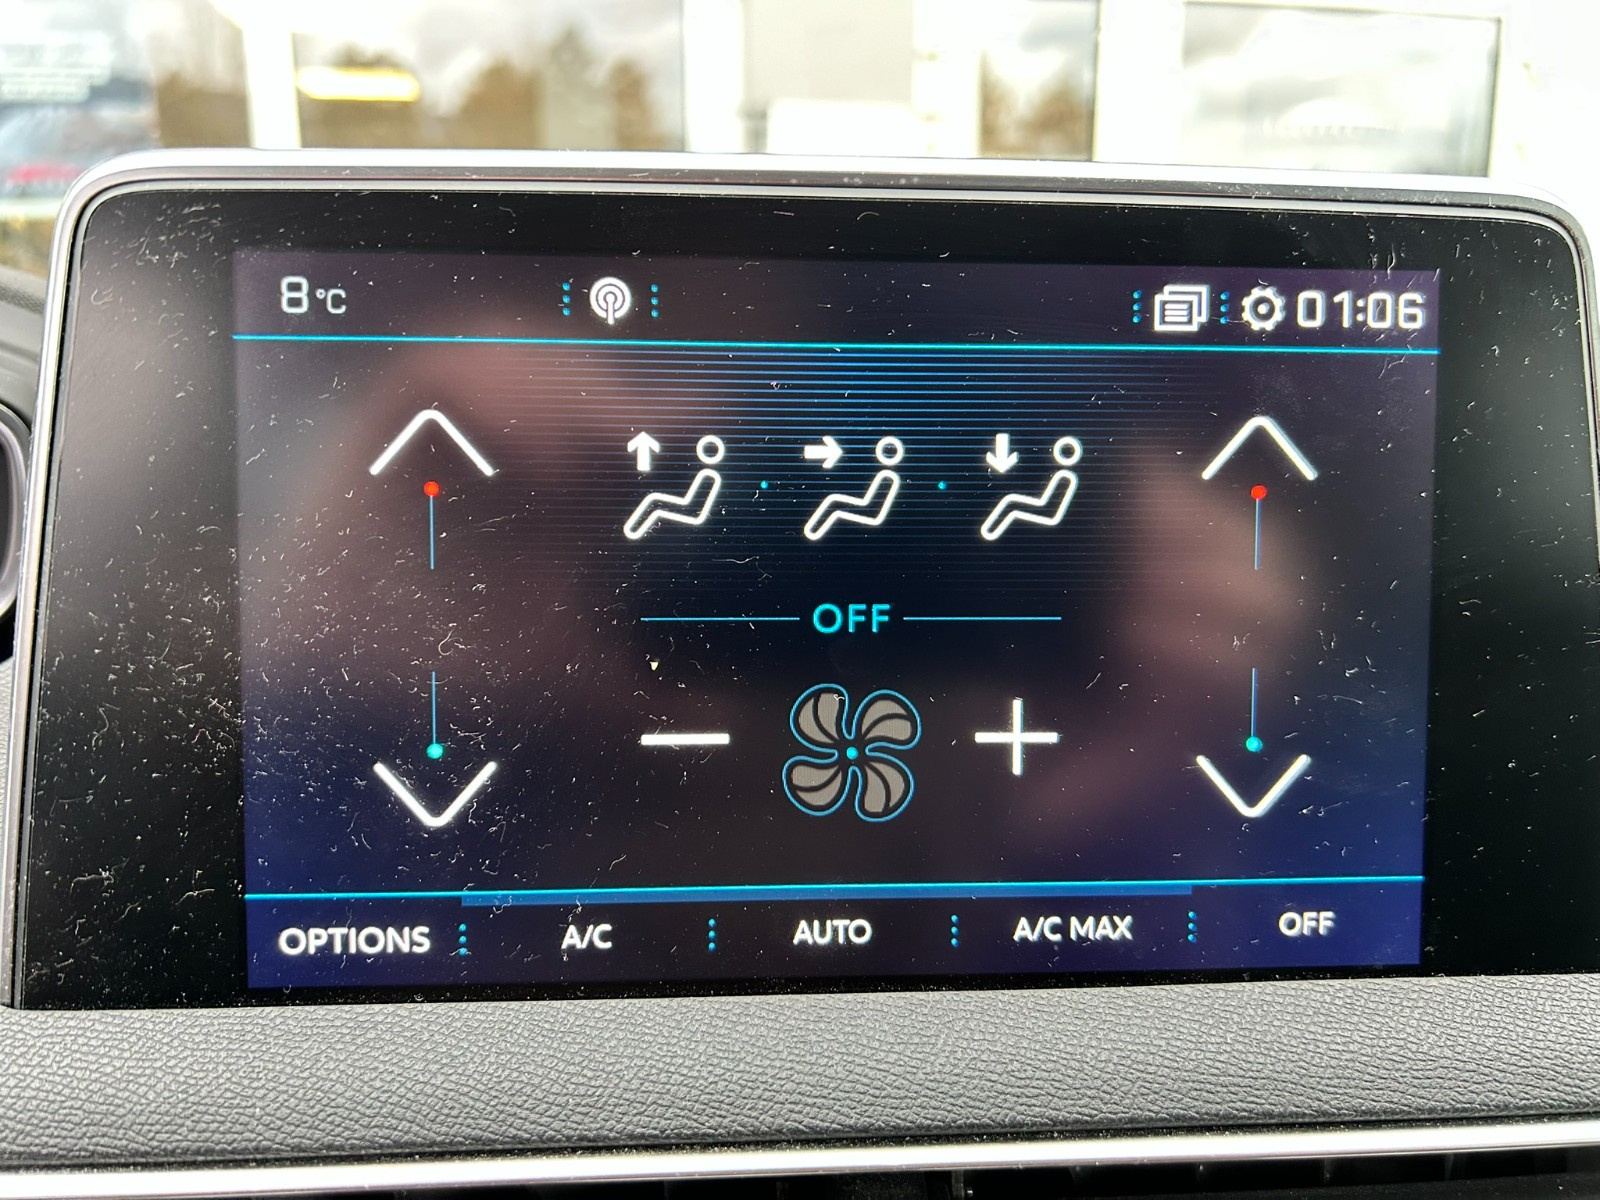 8°C
01:06
OFF
OPTIONS
A/C
AUTO
A/C MAX
OFF